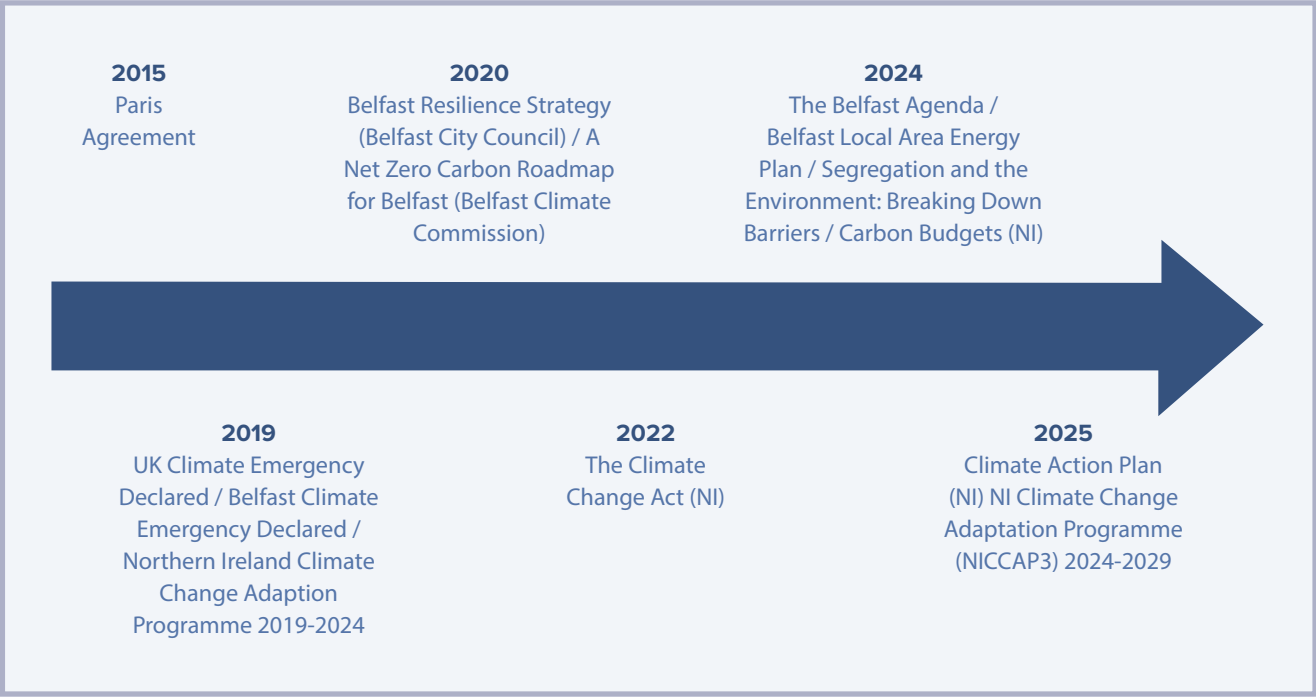 2015
Paris
Agreement
2020
Belfast Resilience Strategy
(Belfast City Council) / A
Net Zero Carbon Roadmap
for Belfast (Belfast Climate
Commission)
2024
The Belfast Agenda /
Belfast Local Area Energy
Plan / Segregation and the
Environment: Breaking Down
Barriers / Carbon Budgets (NI)
2019
UK Climate Emergency
Declared / Belfast Climate
Emergency Declared /
Northern Ireland Climate
Change Adaption
Programme 2019-2024
2022
The Climate
Change Act (NI)
2025
Climate Action Plan
(NI) NI Climate Change
Adaptation Programme
(NICCAP3) 2024-2029